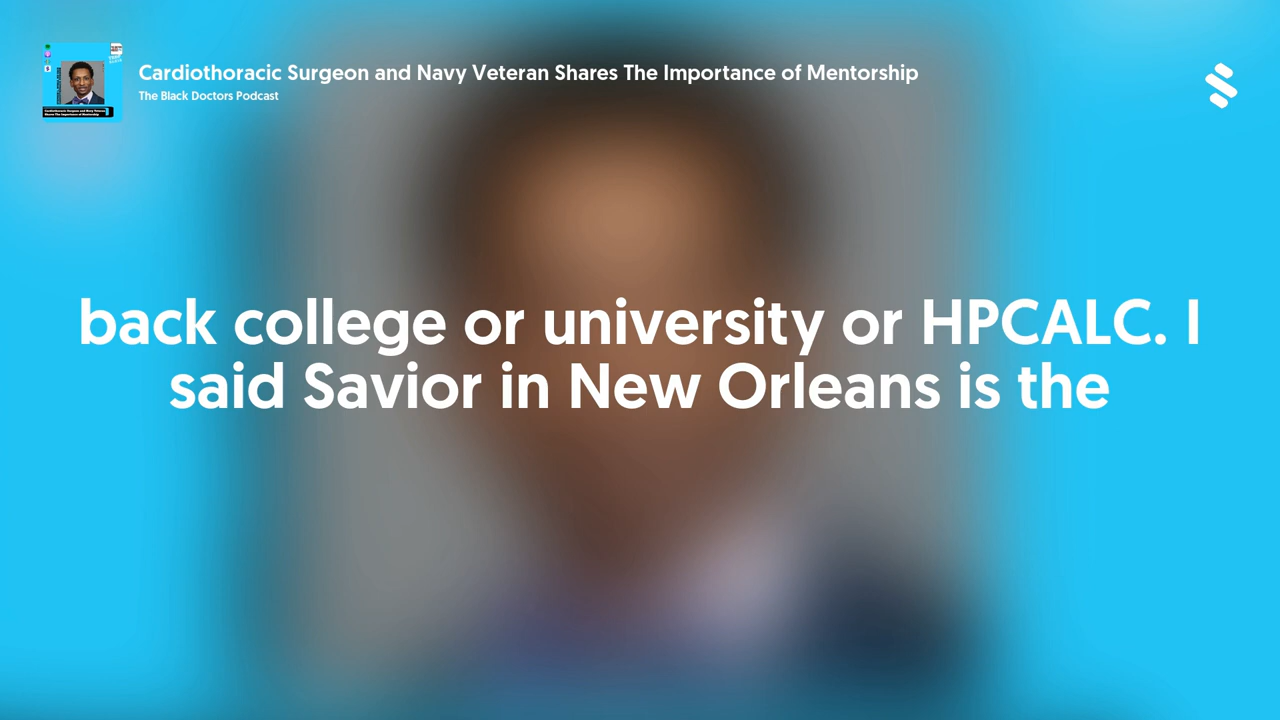 Cardiothoracic Surgeon and Navy Veteran Shares The Importance of Mentorship
The Black Doctors Podcast
back college or university or HPCALC. I
said Savior in New Orleans is the